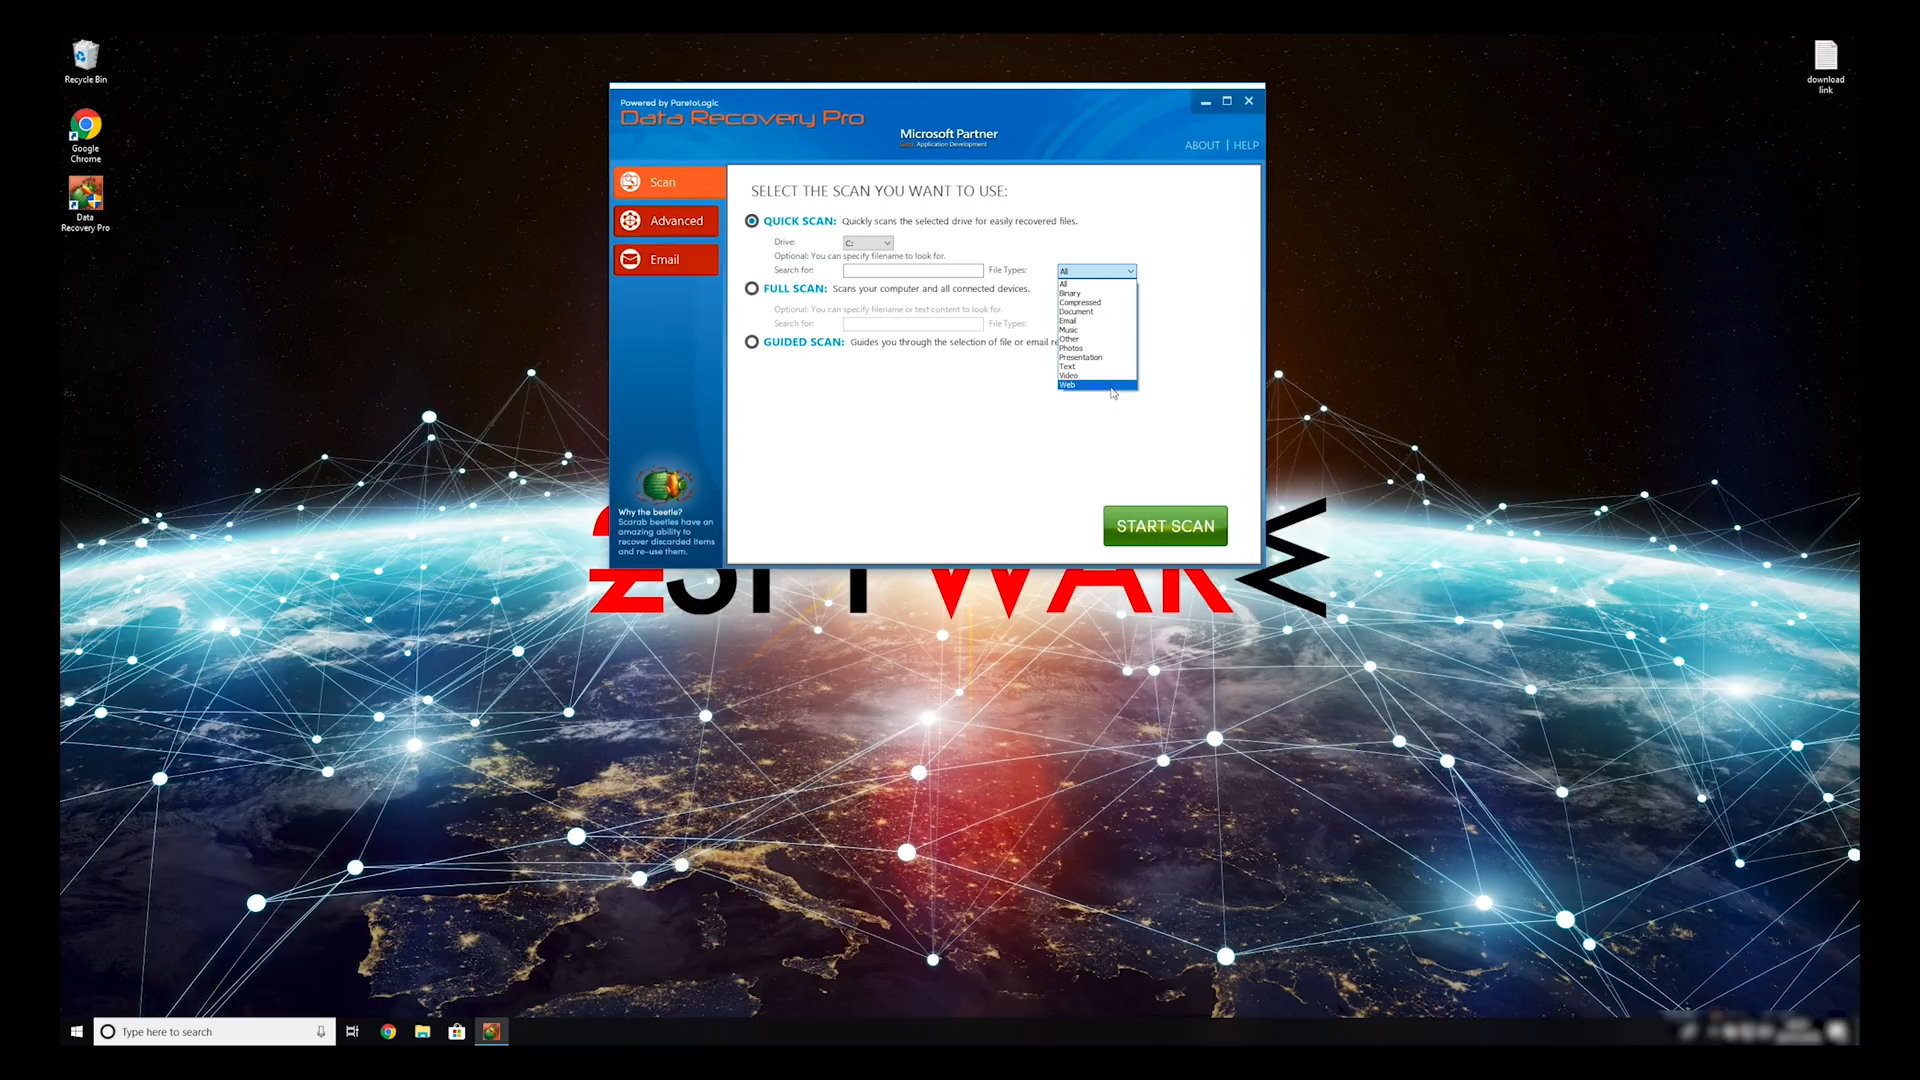 Recycle Bin
Google
Chrome
Data
Recovery Pro
download
link
Powered by ParetoLogic
Data Recovery Pro
Microsoft Partner
Gold Application Development
ABOUT | HELP
Scan
Advanced
Email
SELECT THE SCAN YOU WANT TO USE:
QUICK SCAN: Quickly scans the selected drive for easily recovered files.
Drive: C:
Optional: You can specify filename to look for.
Search for: File Types: All
All
Binary
Compressed
Document
Email
Music
Other
Photos
Presentation
Text
Video
Web
FULL SCAN: Scans your computer and all connected devices.
Optional: You can specify filename or text content to look for.
Search for: File Types:
GUIDED SCAN: Guides you through the selection of file or email re
START SCAN
Why the beetle?
Scarab beetles have an
amazing ability to
recover discarded items
and re-use them.
2SPYWAR
Type here to search